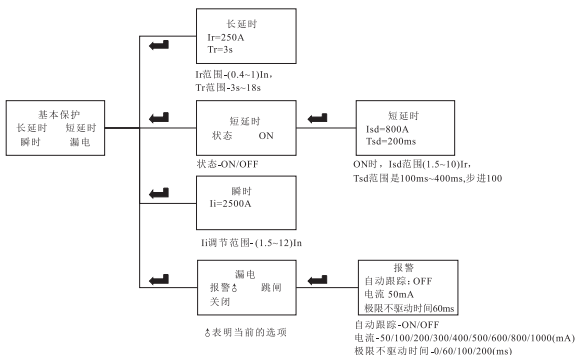 基本保护
长延时 短延时
瞬时 漏电
长延时
Ir=250A
Tr=3s
Ir范围-(0.4~1)In,
Tr范围-3s~18s
短延时
状态 ON
状态-ON/OFF
短延时
Isd=800A
Tsd=200ms
ON时，Isd范围(1.5~10)Ir，
Tsd范围是100ms~400ms,步进100
瞬时
Ii=2500A
Ii调节范围-(1.5~12)In
漏电
报警 跳闸
关闭
表明当前的选项
报警
自动跟踪：OFF
电流 50mA
极限不驱动时间60ms
自动跟踪-ON/OFF
电流-50/100/200/300/400/500/600/800/1000(mA)
极限不驱动时间-0/60/100/200(ms)